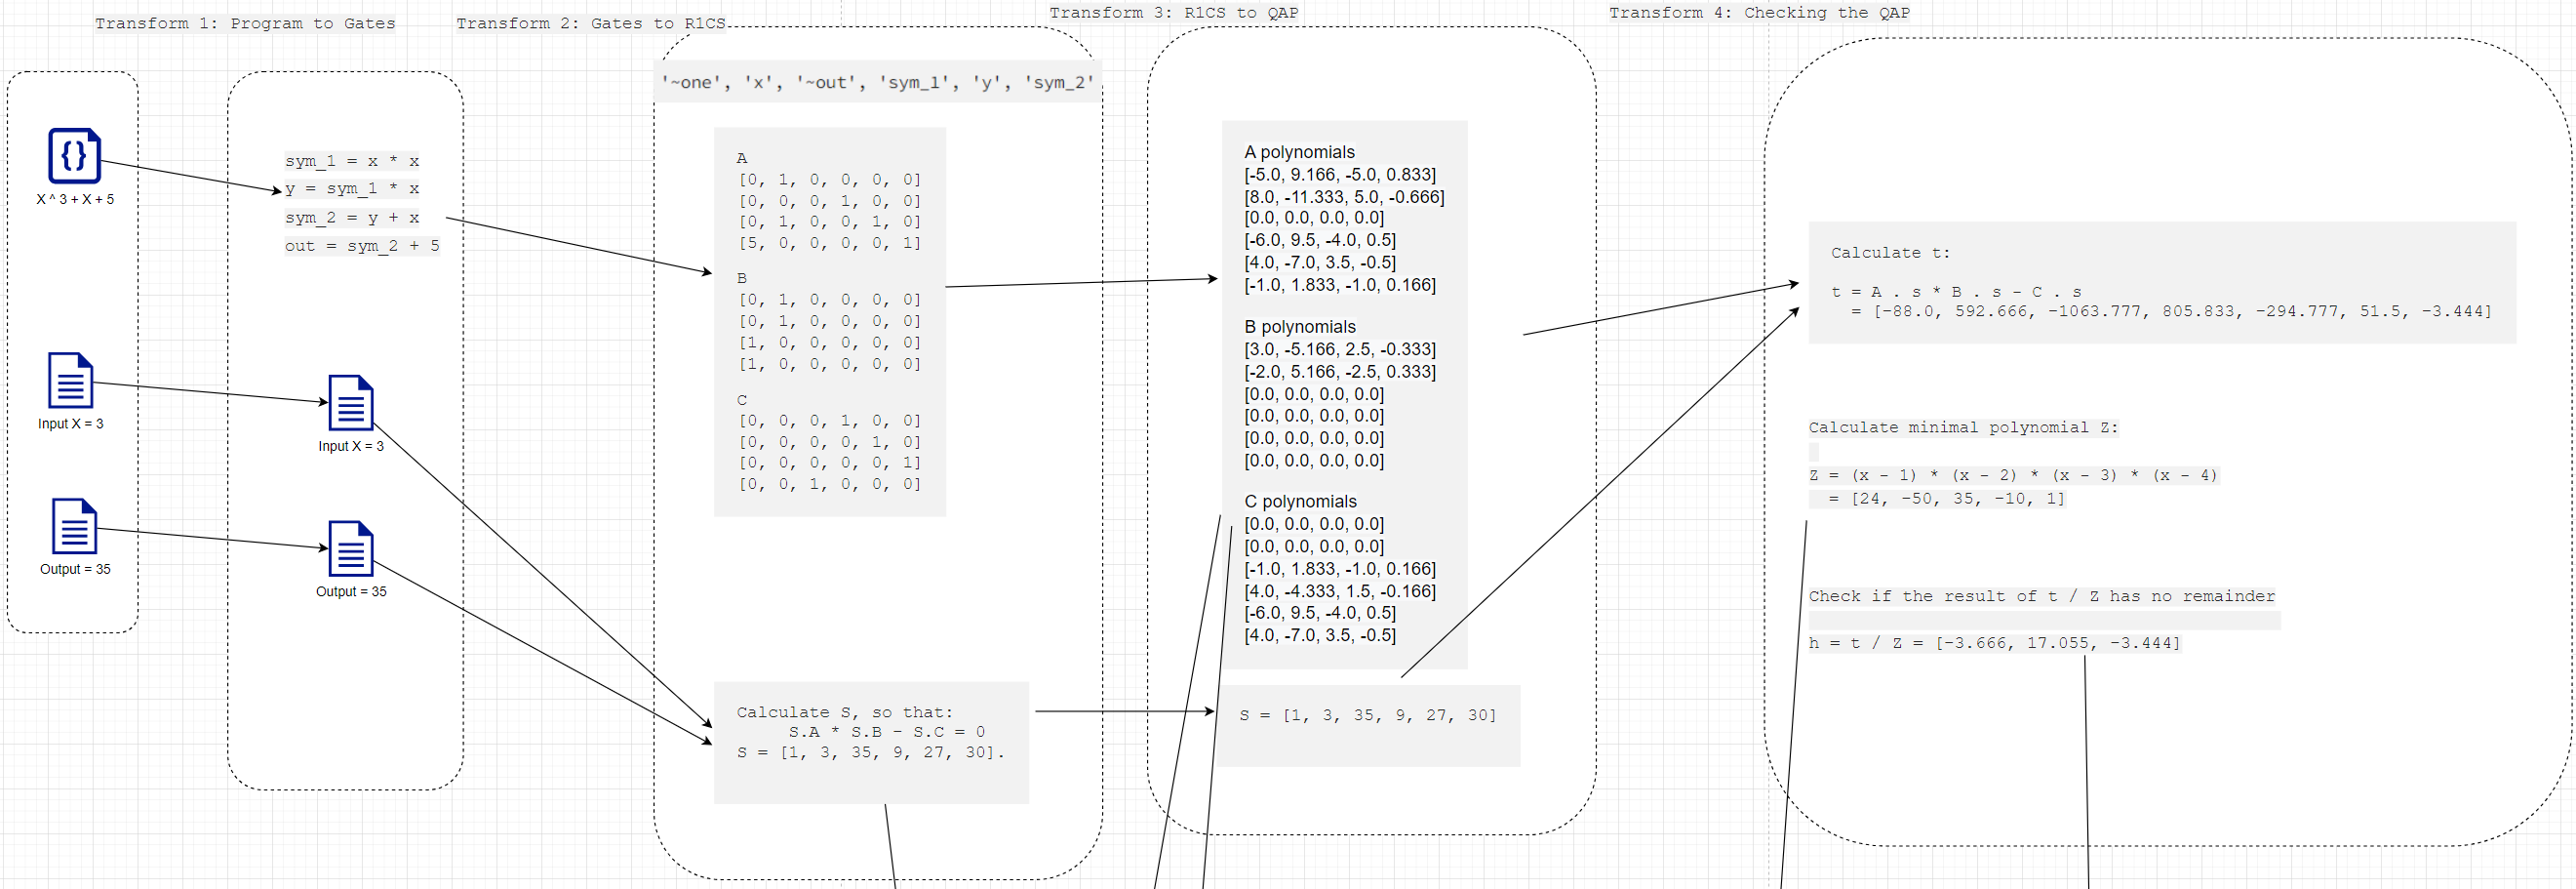 Transform 1: Program to Gates
Transform 2: Gates to R1CS
Transform 3: R1CS to QAP
Transform 4: Checking the QAP
X ^ 3 + X + 5
Input X = 3
Output = 35
sym_1 = x * x
y = sym_1 * x
sym_2 = y + x
out = sym_2 + 5
Input X = 3
Output = 35
'~one', 'x', '~out', 'sym_1', 'y', 'sym_2'
A
[0, 1, 0, 0, 0, 0]
[0, 0, 0, 1, 0, 0]
[0, 1, 0, 0, 1, 0]
[5, 0, 0, 0, 0, 1]
B
[0, 1, 0, 0, 0, 0]
[0, 1, 0, 0, 0, 0]
[1, 0, 0, 0, 0, 0]
[1, 0, 0, 0, 0, 0]
C
[0, 0, 0, 1, 0, 0]
[0, 0, 0, 0, 1, 0]
[0, 0, 0, 0, 0, 1]
[0, 0, 1, 0, 0, 0]
Calculate S, so that:
S.A * S.B - S.C = 0
S = [1, 3, 35, 9, 27, 30].
A polynomials
[-5.0, 9.166, -5.0, 0.833]
[8.0, -11.333, 5.0, -0.666]
[0.0, 0.0, 0.0, 0.0]
[-6.0, 9.5, -4.0, 0.5]
[4.0, -7.0, 3.5, -0.5]
[-1.0, 1.833, -1.0, 0.166]
B polynomials
[3.0, -5.166, 2.5, -0.333]
[-2.0, 5.166, -2.5, 0.333]
[0.0, 0.0, 0.0, 0.0]
[0.0, 0.0, 0.0, 0.0]
[0.0, 0.0, 0.0, 0.0]
[0.0, 0.0, 0.0, 0.0]
C polynomials
[0.0, 0.0, 0.0, 0.0]
[0.0, 0.0, 0.0, 0.0]
[-1.0, 1.833, -1.0, 0.166]
[4.0, -4.333, 1.5, -0.166]
[-6.0, 9.5, -4.0, 0.5]
[4.0, -7.0, 3.5, -0.5]
S = [1, 3, 35, 9, 27, 30]
Calculate t:
t = A . s * B . s - C . s
= [-88.0, 592.666, -1063.777, 805.833, -294.777, 51.5, -3.444]
Calculate minimal polynomial Z:
Z = (x - 1) * (x - 2) * (x - 3) * (x - 4)
= [24, -50, 35, -10, 1]
Check if the result of t / Z has no remainder
h = t / Z = [-3.666, 17.055, -3.444]